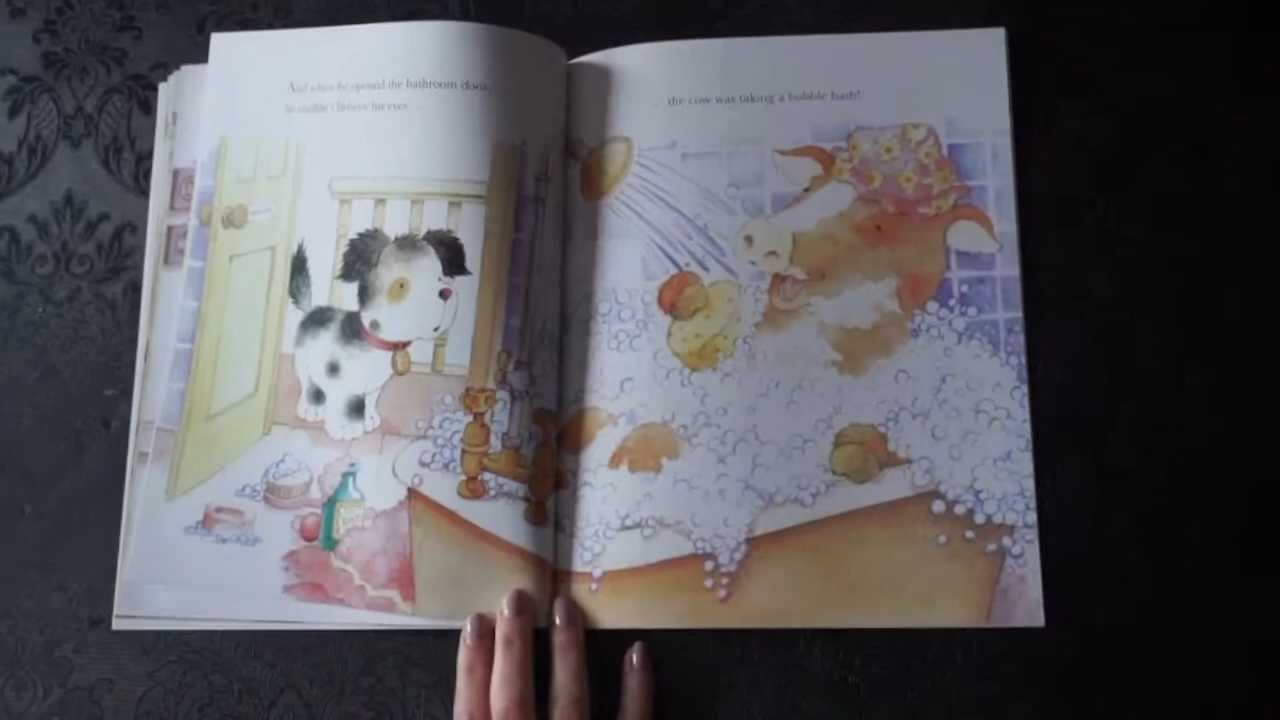 And when he opened the bathroom door,
he couldn't believe his eyes . . .
. . . the cow was taking a bubble bath!